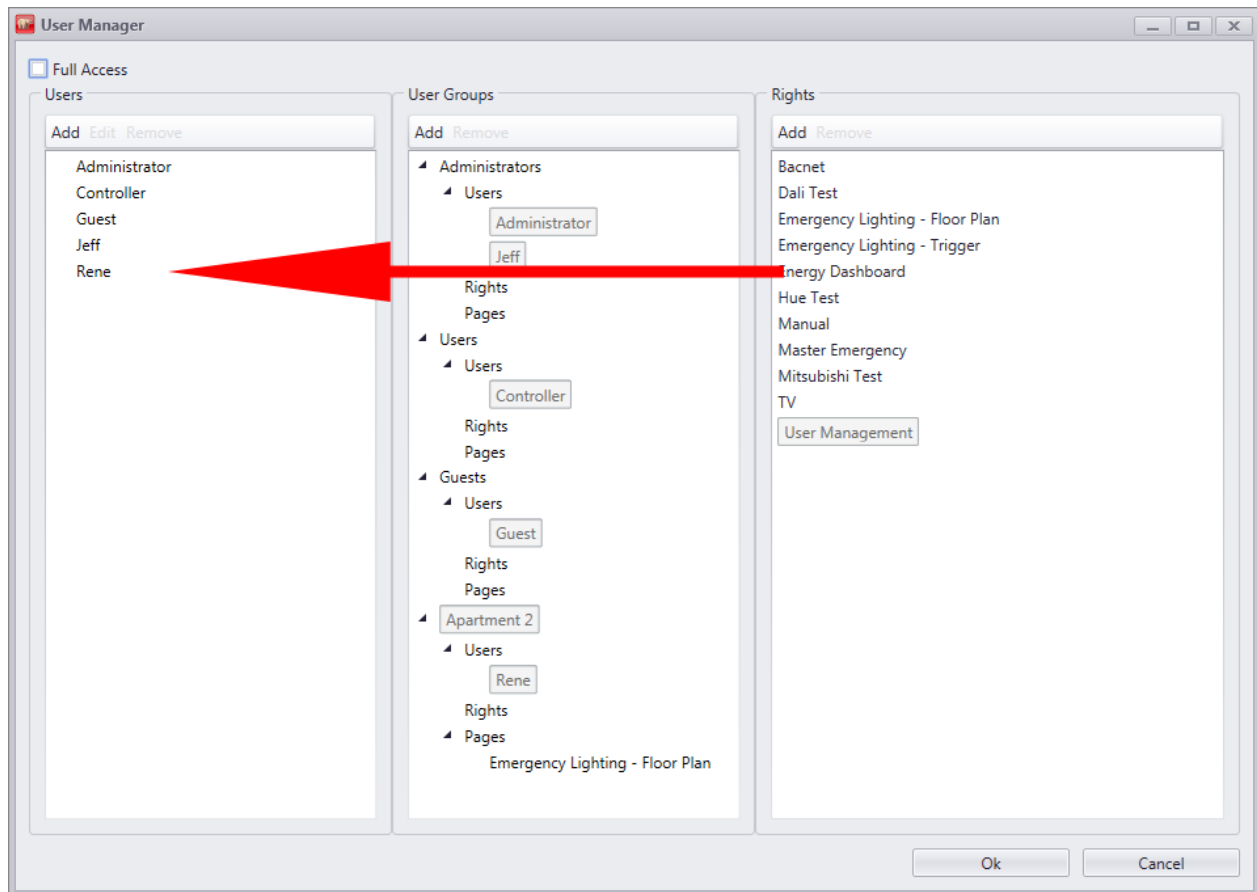 User Manager
Full Access
Users
Add Edit Remove
Administrator
Controller
Guest
Jeff
Rene
User Groups
Add Remove
Administrators
Users
Administrator
Jeff
Rights
Pages
Users
Users
Controller
Rights
Pages
Guests
Users
Guest
Rights
Pages
Apartment 2
Users
Rene
Rights
Pages
Emergency Lighting - Floor Plan
Rights
Add Remove
Bacnet
Dali Test
Emergency Lighting - Floor Plan
Emergency Lighting - Trigger
Energy Dashboard
Hue Test
Manual
Master Emergency
Mitsubishi Test
TV
User Management
Ok Cancel